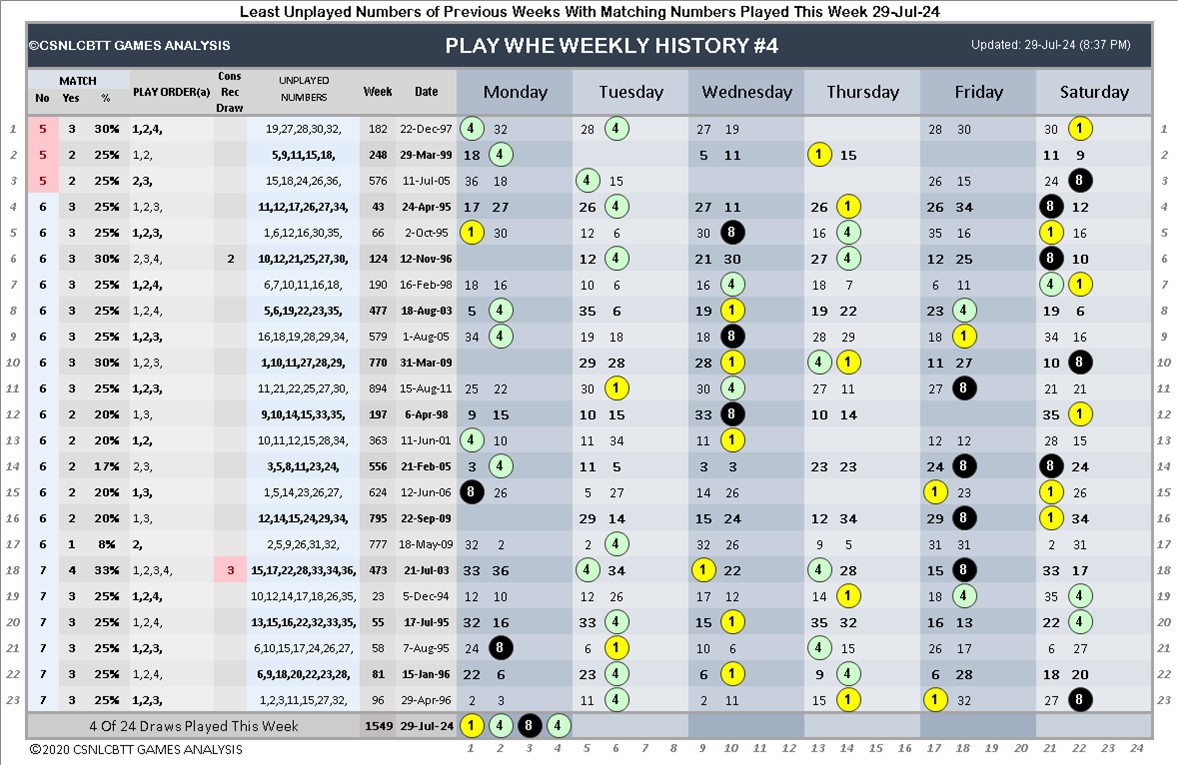 Least Unplayed Numbers of Previous Weeks With Matching Numbers Played This Week 29-Jul-24
©CSNLCBTT GAMES ANALYSIS PLAY WHE WEEKLY HISTORY #4 Updated: 29-Jul-24 (8:37 PM)
MATCH
No Yes % PLAY ORDER(a) Cons Rec Draw UNPLAYED NUMBERS Week Date Monday Tuesday Wednesday Thursday Friday Saturday
1 5 3 30% 1,2,4, 19,27,28,30,32, 182 22-Dec-97 4 32 28 4 27 19 28 30 30 1 1
2 5 2 25% 1,2, 5,9,11,15,18, 248 29-Mar-99 18 4 5 11 1 15 11 9 2
3 5 2 25% 2,3, 15,18,24,26,36, 576 11-Jul-05 36 18 4 15 26 15 24 8 3
4 6 3 25% 1,2,3, 11,12,17,26,27,34, 43 24-Apr-95 17 27 26 4 27 11 26 1 26 34 8 12 4
5 6 3 25% 1,2,3, 1,6,12,16,30,35, 66 2-Oct-95 1 30 12 6 30 8 16 4 35 16 1 16 5
6 6 3 30% 2,3,4, 2 10,12,21,25,27,30, 124 12-Nov-96 12 4 21 30 27 4 12 25 8 10 6
7 6 3 25% 1,2,4, 6,7,10,11,16,18, 190 16-Feb-98 18 16 10 6 16 4 18 7 6 11 4 1 7
8 6 3 25% 1,2,4, 5,6,19,22,23,35, 477 18-Aug-03 5 4 35 6 19 1 19 22 23 4 19 6 8
9 6 3 25% 1,2,3, 16,18,19,28,29,34, 579 1-Aug-05 34 4 19 18 18 8 28 29 18 1 34 16 9
10 6 3 30% 1,2,3, 1,10,11,27,28,29, 770 31-Mar-09 29 28 28 1 4 1 11 27 10 8 10
11 6 3 25% 1,2,3, 11,21,22,25,27,30, 894 15-Aug-11 25 22 30 1 30 4 27 11 27 8 21 21 11
12 6 2 20% 1,3, 9,10,14,15,33,35, 197 6-Apr-98 9 15 10 15 33 8 10 14 35 1 12
13 6 2 20% 1,2, 10,11,12,15,28,34, 363 11-Jun-01 4 10 11 34 11 1 12 12 28 15 13
14 6 2 17% 2,3, 3,5,8,11,23,24, 556 21-Feb-05 3 4 11 5 3 3 23 23 24 8 8 24 14
15 6 2 20% 1,3, 1,5,14,23,26,27, 624 12-Jun-06 8 26 5 27 14 26 1 23 1 26 15
16 6 2 20% 1,3, 12,14,15,24,29,34, 795 22-Sep-09 29 14 15 24 12 34 29 8 1 34 16
17 6 1 8% 2, 2,5,9,26,31,32, 777 18-May-09 32 2 2 4 32 26 9 5 31 31 2 31 17
18 7 4 33% 1,2,3,4, 3 15,17,22,28,33,34,36, 473 21-Jul-03 33 36 4 34 1 22 4 28 15 8 33 17 18
19 7 3 25% 1,2,4, 10,12,14,17,18,26,35, 23 5-Dec-94 12 10 12 26 17 12 14 1 18 4 35 4 19
20 7 3 25% 1,2,4, 13,15,16,22,32,33,35, 55 17-Jul-95 32 16 33 4 15 1 35 32 16 13 22 4 20
21 7 3 25% 1,2,3, 6,10,15,17,24,26,27, 58 7-Aug-95 24 8 6 1 10 6 4 15 26 17 6 27 21
22 7 3 25% 1,2,4, 6,9,18,20,22,23,28, 81 15-Jan-96 22 6 23 4 6 1 9 4 6 28 18 20 22
23 7 3 25% 1,2,3, 1,2,3,11,15,27,32, 96 29-Apr-96 2 3 11 4 2 11 15 1 1 32 27 8 23
4 Of 24 Draws Played This Week 1549 29-Jul-24 1 4 8 4
©2020 CSNLCBTT GAMES ANALYSIS 1 2 3 4 5 6 7 8 9 10 11 12 13 14 15 16 17 18 19 20 21 22 23 24